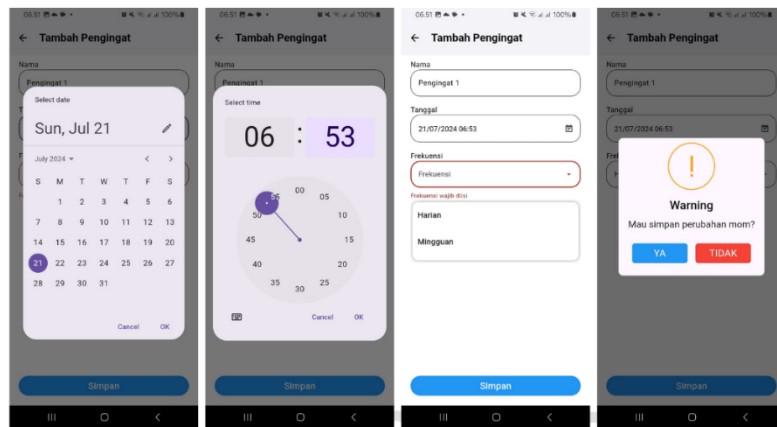 06.51 100%
Tambah Pengingat
Nama
Pengingat 1
Select date
Sun, Jul 21
July 2024
S M T W T F S
1 2 3 4 5 6
7 8 9 10 11 12 13
14 15 16 17 18 19 20
21 22 23 24 25 26 27
28 29 30 31
Cancel OK
Simpan
06.51 100%
Tambah Pengingat
Nama
Pengingat 1
Select time
06 : 53
00
05
10
15
20
25
30
35
40
45
50
55
Cancel OK
Simpan
06.51 100%
Tambah Pengingat
Nama
Pengingat 1
Tanggal
21/07/2024 06:53
Frekuensi
Frekuensi
Frekuensi wajib diisi
Harian
Mingguan
Simpan
06.51 100%
Tambah Pengingat
Nama
Pengingat 1
Tanggal
21/07/2024 06:53
!
Warning
Mau simpan perubahan mom?
YA TIDAK
Simpan